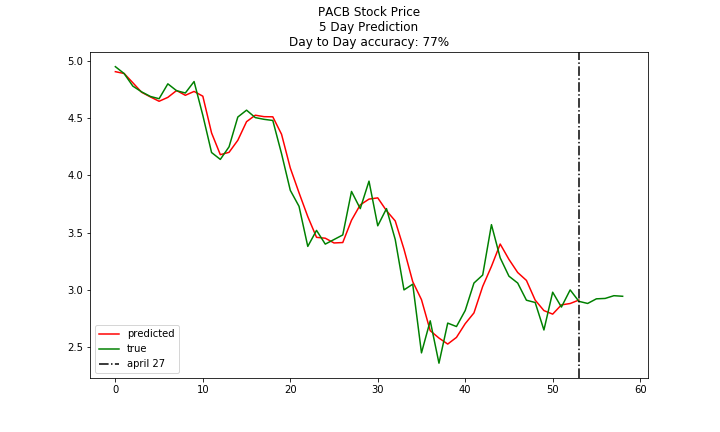 PACB Stock Price
5 Day Prediction
Day to Day accuracy: 77%
5.0
4.5
4.0
3.5
3.0
2.5
predicted
true
april 27
0 10 20 30 40 50 60